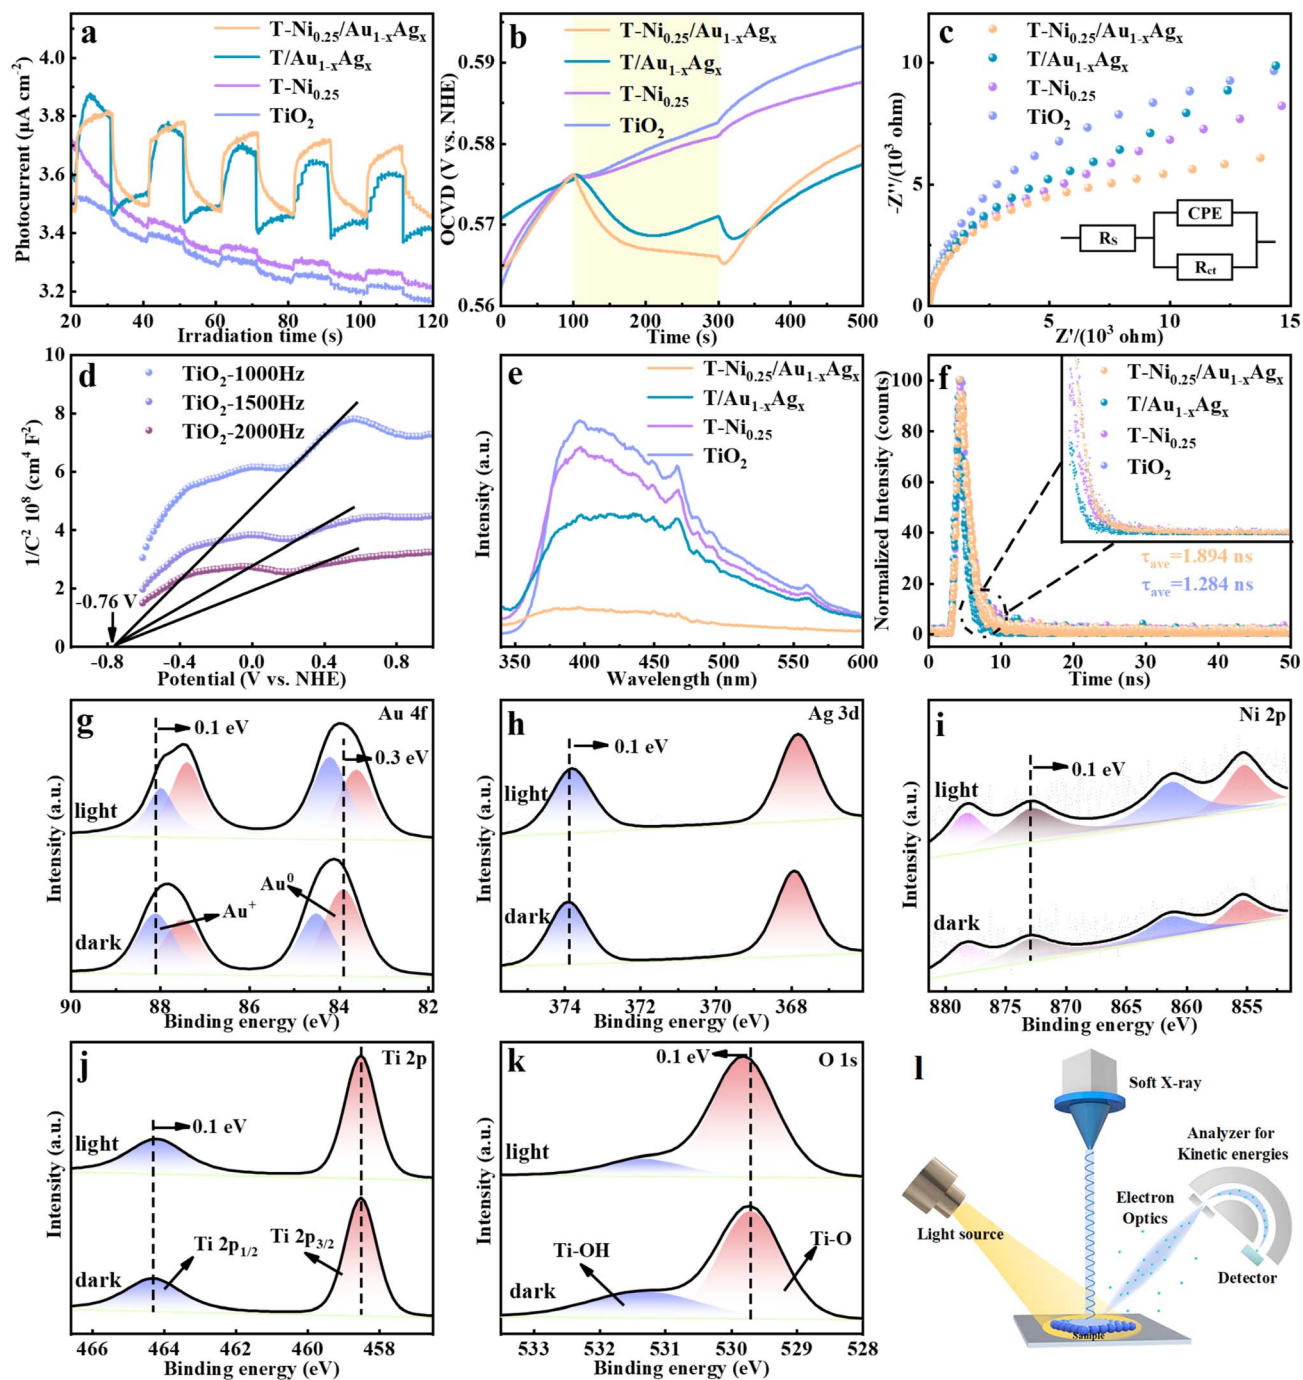 a
T-Ni0.25/Au1-xAgx
T/Au1-xAgx
T-Ni0.25
TiO2
Photocurrent (μA cm-2)
4.0
3.8
3.6
3.4
3.2
20 40 60 80 100 120
Irradiation time (s)
b
T-Ni0.25/Au1-xAgx
T/Au1-xAgx
T-Ni0.25
TiO2
OCVD (V vs. NHE)
0.59
0.58
0.57
0.56
0 100 200 300 400 500
Time (s)
c
T-Ni0.25/Au1-xAgx
T/Au1-xAgx
T-Ni0.25
TiO2
-Z''/(10³ ohm)
10
5
0
CPE
Rs
Rct
0 5 10 15
Z'/(10³ ohm)
d
TiO2-1000Hz
TiO2-1500Hz
TiO2-2000Hz
1/C² 10⁸ (cm⁴ F²)
10
8
6
4
2
0
-0.76 V
-0.8 -0.4 0.0 0.4 0.8
Potential (V vs. NHE)
e
T-Ni0.25/Au1-xAgx
T/Au1-xAgx
T-Ni0.25
TiO2
Intensity (a.u.)
350 400 450 500 550 600
Wavelength (nm)
f
T-Ni0.25/Au1-xAgx
T/Au1-xAgx
T-Ni0.25
TiO2
Normalized Intensity (counts)
100
80
60
40
20
0
τave=1.894 ns
τave=1.284 ns
0 10 20 30 40 50
Time (ns)
g
Au 4f
0.1 eV
0.3 eV
light
Au⁺
Au⁰
dark
Intensity (a.u.)
90 88 86 84 82
Binding energy (eV)
h
Ag 3d
0.1 eV
light
dark
Intensity (a.u.)
374 372 370 368
Binding energy (eV)
i
Ni 2p
0.1 eV
light
dark
Intensity (a.u.)
880 875 870 865 860 855
Binding energy (eV)
j
Ti 2p
0.1 eV
light
Ti 2p1/2
Ti 2p3/2
dark
Intensity (a.u.)
466 464 462 460 458
Binding energy (eV)
k
O 1s
0.1 eV
light
Ti-OH
Ti-O
dark
Intensity (a.u.)
533 532 531 530 529 528
Binding energy (eV)
l
Soft X-ray
Analyzer for
Kinetic energies
Electron
Optics
Light source
Detector
Sample